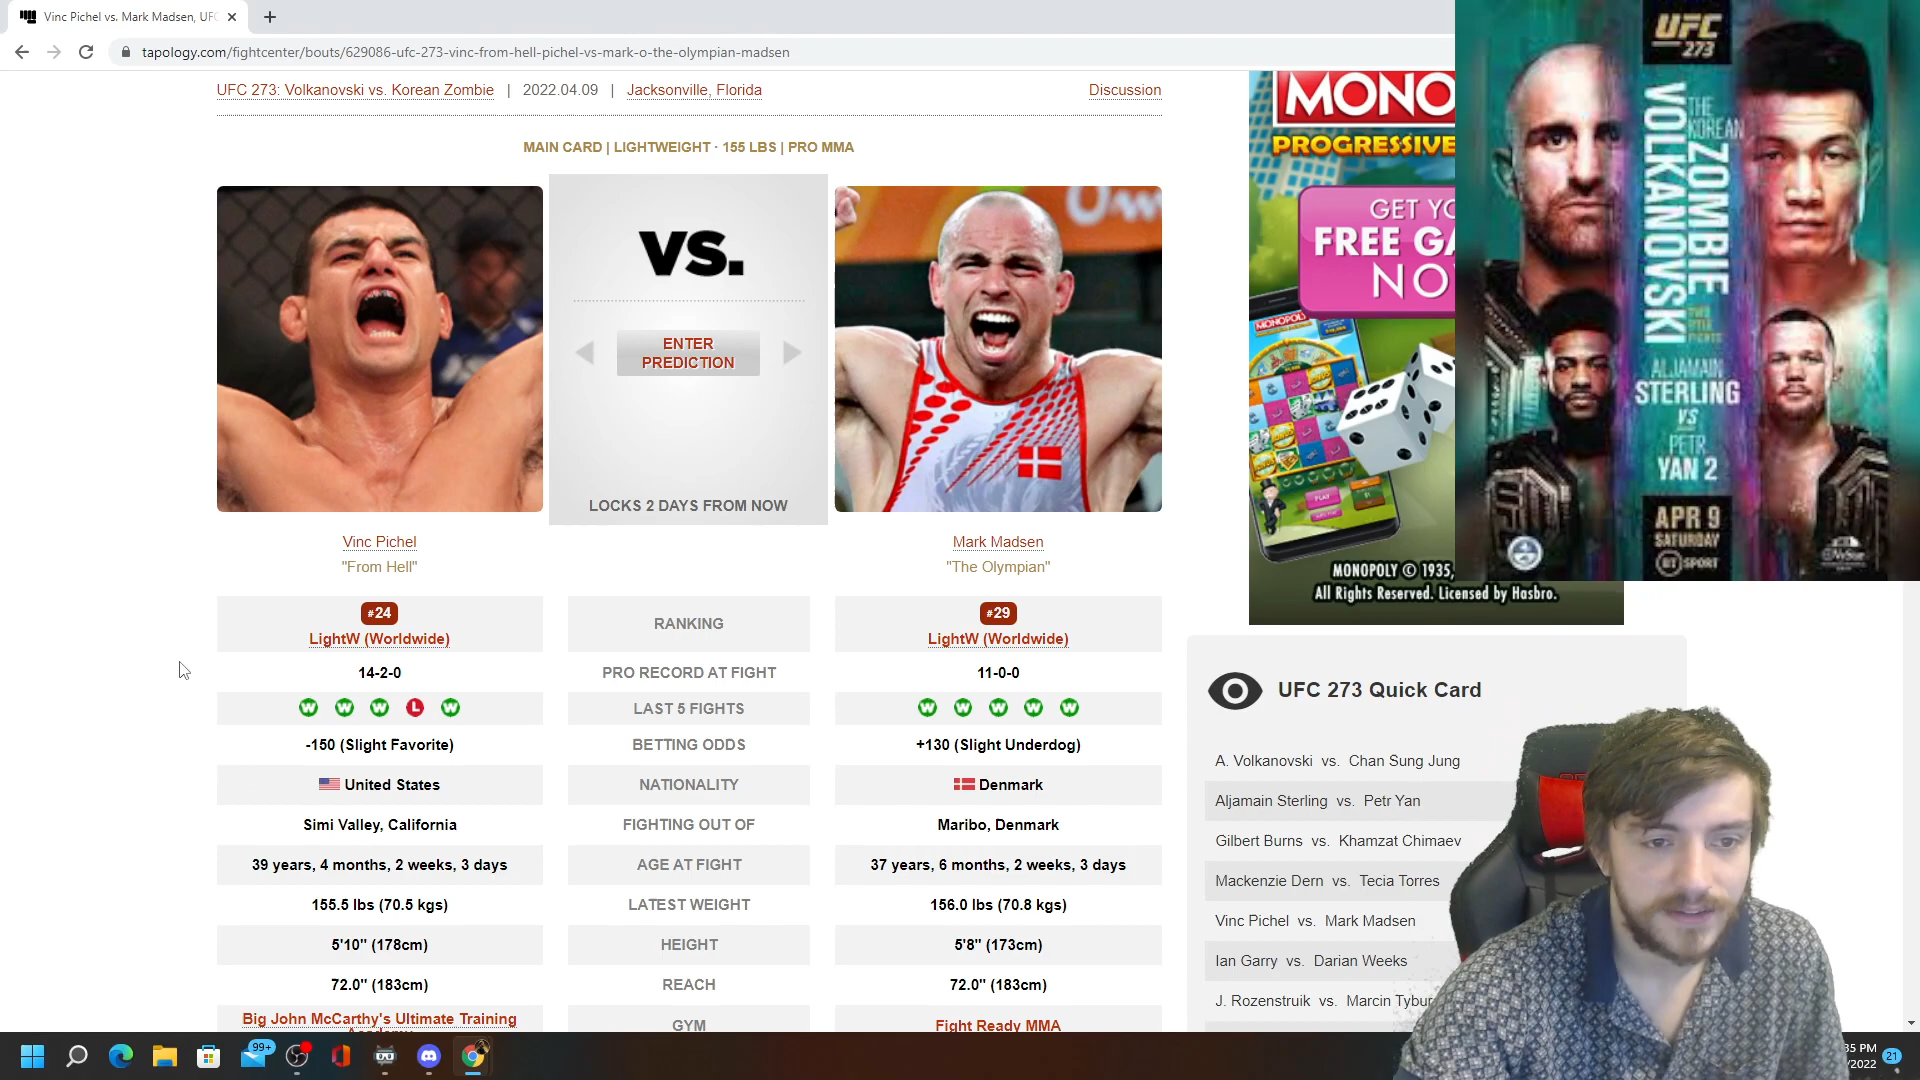 Vinc Pichel vs. Mark Madsen, UFC
tapology.com/fightcenter/bouts/629086-ufc-273-vinc-from-hell-pichel-vs-mark-o-the-olympian-madsen
UFC 273: Volkanovski vs. Korean Zombie | 2022.04.09 | Jacksonville, Florida
Discussion
MAIN CARD | LIGHTWEIGHT · 155 LBS | PRO MMA
VS.
ENTER
PREDICTION
LOCKS 2 DAYS FROM NOW
Vinc Pichel
"From Hell"
Mark Madsen
"The Olympian"
#24
LightW (Worldwide)
RANKING
#29
LightW (Worldwide)
14-2-0 PRO RECORD AT FIGHT 11-0-0
W W W L W LAST 5 FIGHTS W W W W W
-150 (Slight Favorite) BETTING ODDS +130 (Slight Underdog)
United States NATIONALITY Denmark
Simi Valley, California FIGHTING OUT OF Maribo, Denmark
39 years, 4 months, 2 weeks, 3 days AGE AT FIGHT 37 years, 6 months, 2 weeks, 3 days
155.5 lbs (70.5 kgs) LATEST WEIGHT 156.0 lbs (70.8 kgs)
5'10" (178cm) HEIGHT 5'8" (173cm)
72.0" (183cm) REACH 72.0" (183cm)
Big John McCarthy's Ultimate Training
GYM Fight Ready MMA
MONO
PROGRESSIVE
GET YO
FREE GA
NO
MONOPOLY
MONOPOLY © 1935,
All Rights Reserved. Licensed by Hasbro.
UFC
273
VOLKANOVSKI
THE KOREAN
ZOMBIE
ALJAMAIN
STERLING
VS
PETR
YAN 2
APR 9
SATURDAY
BT SPORT
UFC 273 Quick Card
A. Volkanovski vs. Chan Sung Jung
Aljamain Sterling vs. Petr Yan
Gilbert Burns vs. Khamzat Chimaev
Mackenzie Dern vs. Tecia Torres
Vinc Pichel vs. Mark Madsen
Ian Garry vs. Darian Weeks
J. Rozenstruik vs. Marcin Tybur
99+
35 PM
/2022
21